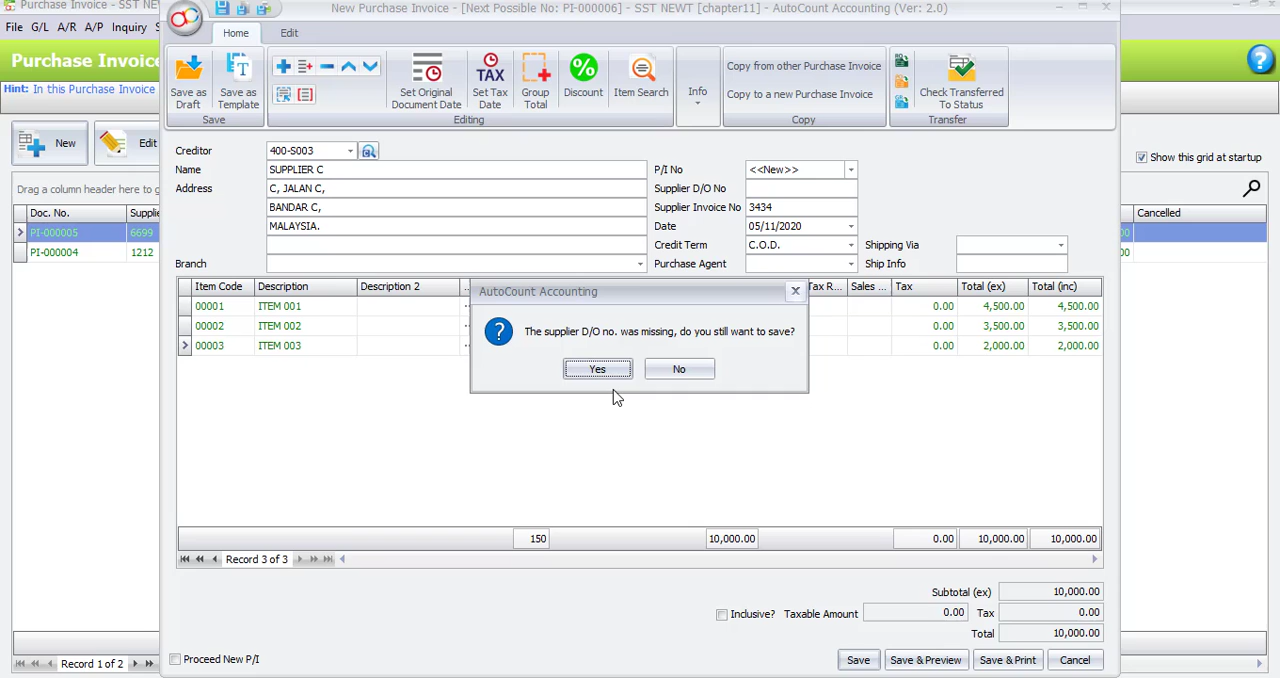 Purchase Invoice - SST NEWT
New Purchase Invoice - [Next Possible No: PI-000006] - SST NEWT [chapter11] - AutoCount Accounting (Ver: 2.0)
File G/L A/R A/P Inquiry S
Home Edit
Purchase Invoice
Hint: In this Purchase Invoice
New Edit
Save as Draft
Save as Template
Save
Set Original Document Date
Set Tax Date
Group Total
Discount
Item Search
Editing
Info
Copy from other Purchase Invoice
Copy to a new Purchase Invoice
Copy
Check Transferred To Status
Transfer
Show this grid at startup
Drag a column header here to g
Doc. No. Supplie
PI-000005 6699
PI-000004 1212
Cancelled
00
00
Creditor 400-S003
Name SUPPLIER C
Address C, JALAN C,
BANDAR C,
MALAYSIA.
Branch
P/I No <<New>>
Supplier D/O No
Supplier Invoice No 3434
Date 05/11/2020
Credit Term C.O.D.
Purchase Agent
Shipping Via
Ship Info
Item Code Description Description 2 ... Tax R... Sales ... Tax Total (ex) Total (inc)
00001 ITEM 001 0.00 4,500.00 4,500.00
00002 ITEM 002 0.00 3,500.00 3,500.00
00003 ITEM 003 0.00 2,000.00 2,000.00
AutoCount Accounting
The supplier D/O no. was missing, do you still want to save?
Yes No
150 10,000.00 0.00 10,000.00 10,000.00
Record 3 of 3
Subtotal (ex) 10,000.00
Inclusive? Taxable Amount 0.00 Tax 0.00
Total 10,000.00
Record 1 of 2
Proceed New P/I
Save Save & Preview Save & Print Cancel